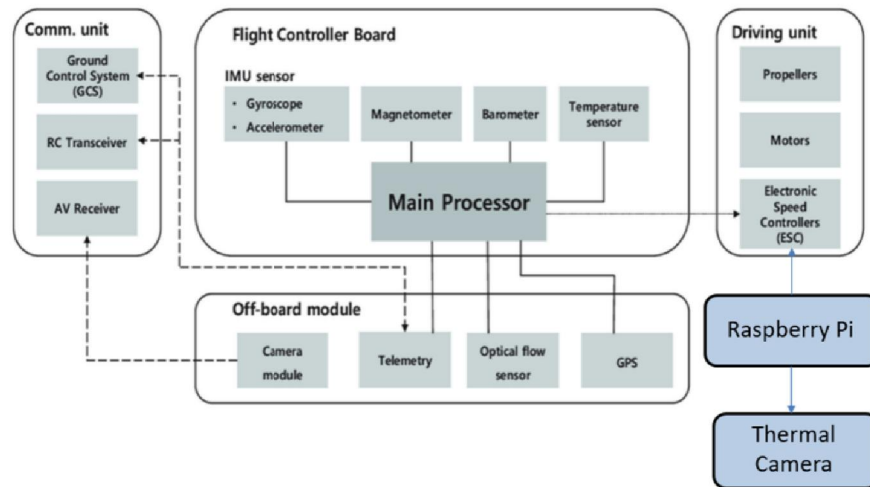 Comm. unit
Ground
Control System
(GCS)
RC Transceiver
AV Receiver
Flight Controller Board
IMU sensor
• Gyroscope
• Accelerometer
Magnetometer
Barometer
Temperature
sensor
Main Processor
Driving unit
Propellers
Motors
Electronic
Speed
Controllers
(ESC)
Off-board module
Camera
module
Telemetry
Optical flow
sensor
GPS
Raspberry Pi
Thermal
Camera